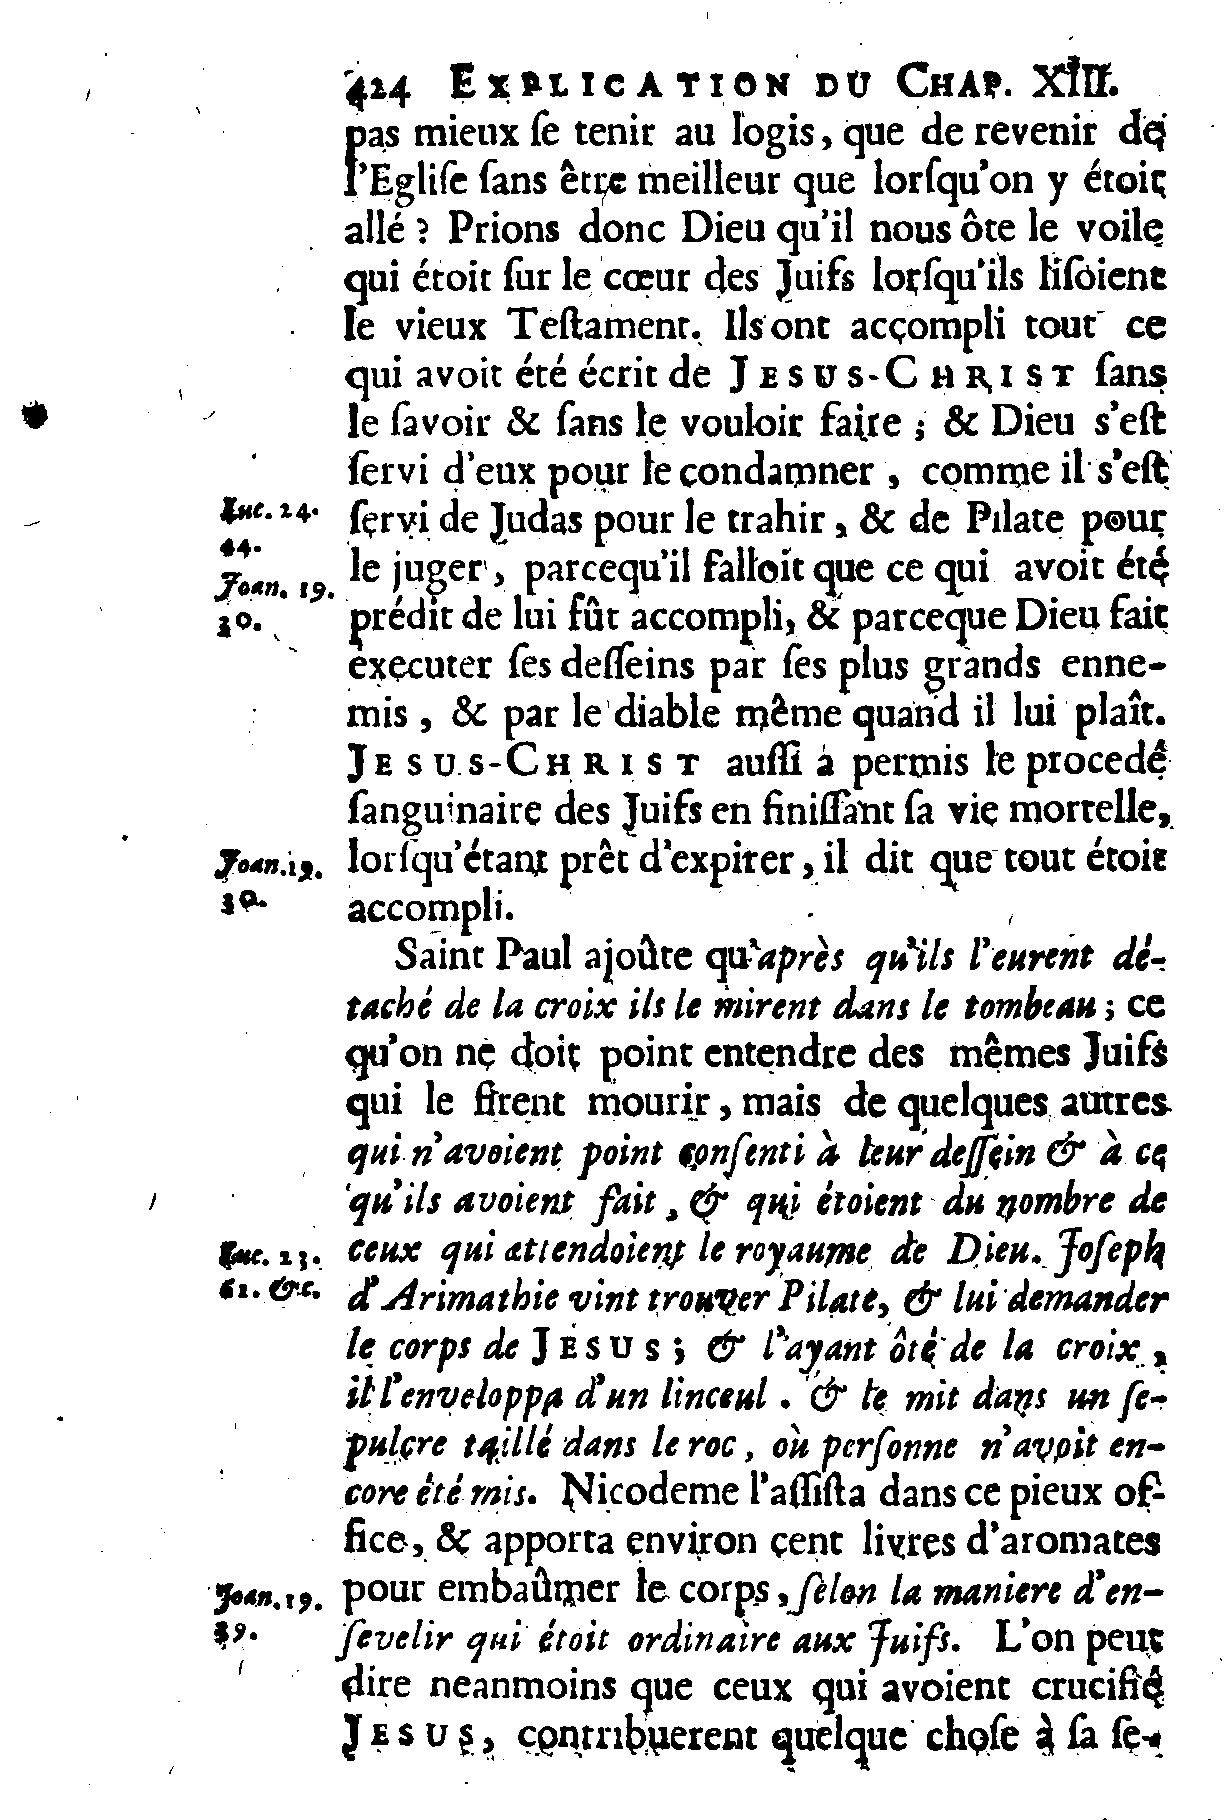 424 EXPLICATION DU CHAP. XIII.
pas mieux ſe tenir au logis, que de revenir de
l'Egliſe ſans être meilleur que lorſqu'on y étoit
allé ? Prions donc Dieu qu'il nous ôte le voile
qui étoit ſur le cœur des Juifs lorſqu'ils liſoient
le vieux Teſtament. Ils ont accompli tout ce
qui avoit été écrit de JESUS-CHRIST ſans
le ſavoir & ſans le vouloir faire ; & Dieu s'eſt
ſervi d'eux pour le condamner , comme il s'eſt
Luc. 24. ſervi de Judas pour le trahir , & de Pilate pour
44.
Joan. 19. le juger , parcequ'il falloit que ce qui avoit été
30. prédit de lui fût accompli, & parceque Dieu fait
executer ſes deſſeins par ſes plus grands enne-
mis , & par le diable même quand il lui plaît.
JESUS-CHRIST auſſi a permis le procedé
ſanguinaire des Juifs en finiſſant ſa vie mortelle,
Joan. 19. lorſqu'étant prêt d'expirer , il dit que tout étoit
30. accompli.
Saint Paul ajoûte qu'après qu'ils l'eurent dé-
taché de la croix ils le mirent dans le tombeau ; ce
qu'on ne doit point entendre des mêmes Juifs
qui le firent mourir , mais de quelques autres
qui n'avoient point conſenti à leur deſſein & à ce
qu'ils avoient fait , & qui étoient du nombre de
Luc. 23. ceux qui attendoient le royaume de Dieu. Joſeph
51. &c. d'Arimathie vint trouver Pilate, & lui demander
le corps de JESUS ; & l'ayant ôté de la croix ,
il l'enveloppa d'un linceul . & le mit dans un ſe-
pulcre taillé dans le roc , où perſonne n'avoit en-
core été mis. Nicodeme l'aſſiſta dans ce pieux of-
fice , & apporta environ cent livres d'aromates
Joan. 19. pour embaûmer le corps , ſelon la maniere d'en-
39. ſevelir qui étoit ordinaire aux Juifs. L'on peut
dire neanmoins que ceux qui avoient crucifié
JESUS, contribuerent quelque choſe à ſa ſe-